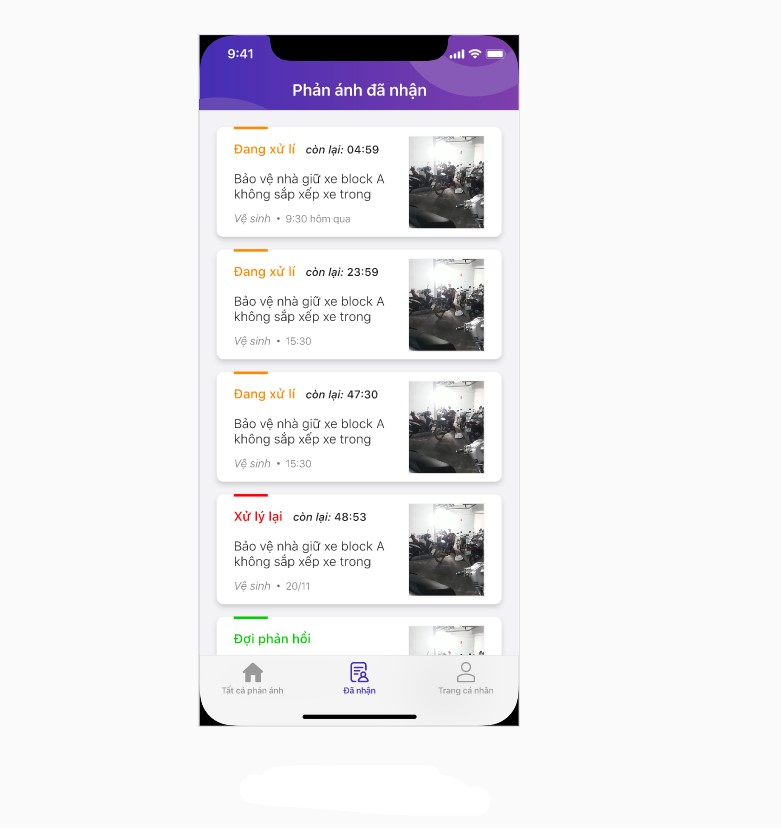 9:41
Phản ánh đã nhận
Đang xử lí còn lại: 04:59
Bảo vệ nhà giữ xe block A
không sắp xếp xe trong
Vệ sinh • 9:30 hôm qua
Đang xử lí còn lại: 23:59
Bảo vệ nhà giữ xe block A
không sắp xếp xe trong
Vệ sinh • 15:30
Đang xử lí còn lại: 47:30
Bảo vệ nhà giữ xe block A
không sắp xếp xe trong
Vệ sinh • 15:30
Xử lý lại còn lại: 48:53
Bảo vệ nhà giữ xe block A
không sắp xếp xe trong
Vệ sinh • 20/11
Đợi phản hồi
Tất cả phản ánh Đã nhận Trang cá nhân